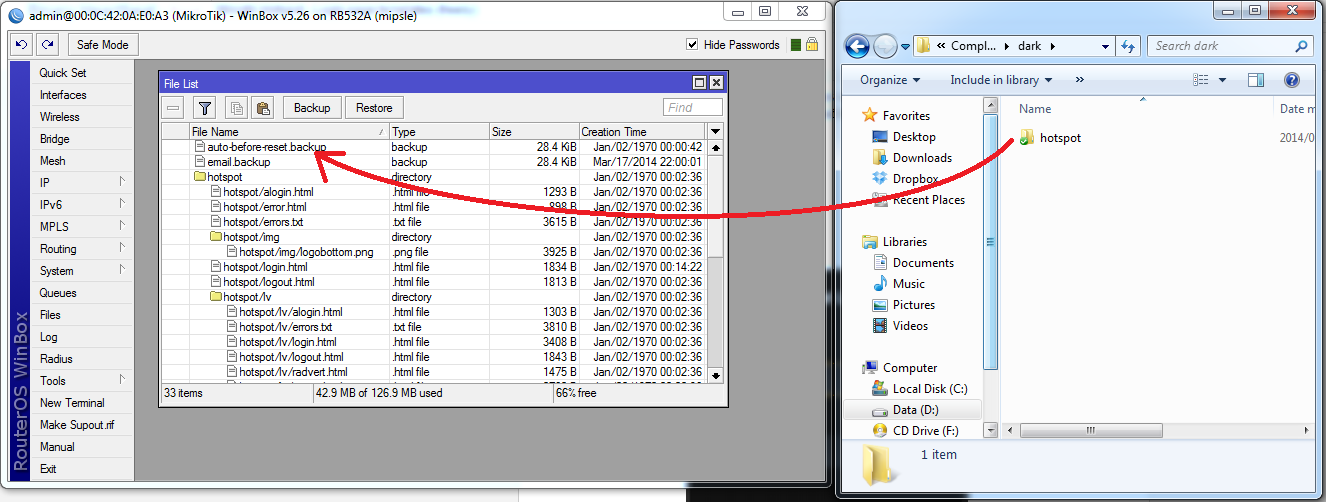 admin@00:0C:42:0A:E0:A3 (MikroTik) - WinBox v5.26 on RB532A (mipsle)
Safe Mode
Hide Passwords
Quick Set
Interfaces
Wireless
Bridge
Mesh
IP
IPv6
MPLS
Routing
System
Queues
Files
Log
Radius
Tools
New Terminal
Make Supout.rif
Manual
Exit
RouterOS WinBox
File List
Backup
Restore
Find
File Name / Type Size Creation Time
auto-before-reset.backup backup 28.4 KiB Jan/02/1970 00:00:42
email.backup backup 28.4 KiB Mar/17/2014 22:00:01
hotspot directory Jan/02/1970 00:02:36
hotspot/alogin.html .html file 1293 B Jan/02/1970 00:02:36
hotspot/error.html .html file 898 B Jan/02/1970 00:02:36
hotspot/errors.txt .txt file 3615 B Jan/02/1970 00:02:36
hotspot/img directory Jan/02/1970 00:02:36
hotspot/img/logobottom.png .png file 3925 B Jan/02/1970 00:02:36
hotspot/login.html .html file 1834 B Jan/02/1970 00:14:22
hotspot/logout.html .html file 1813 B Jan/02/1970 00:02:36
hotspot/lv directory Jan/02/1970 00:02:36
hotspot/lv/alogin.html .html file 1303 B Jan/02/1970 00:02:36
hotspot/lv/errors.txt .txt file 3810 B Jan/02/1970 00:02:36
hotspot/lv/login.html .html file 3408 B Jan/02/1970 00:02:36
hotspot/lv/logout.html .html file 1843 B Jan/02/1970 00:02:36
hotspot/lv/radvert.html .html file 1475 B Jan/02/1970 00:02:36
33 items 42.9 MB of 126.9 MB used 66% free
« Compl... dark
Search dark
Organize Include in library »
Favorites
Desktop
Downloads
Dropbox
Recent Places
Libraries
Documents
Music
Pictures
Videos
Computer
Local Disk (C:)
Data (D:)
CD Drive (F:)
Name Date m
hotspot 2014/0
1 item